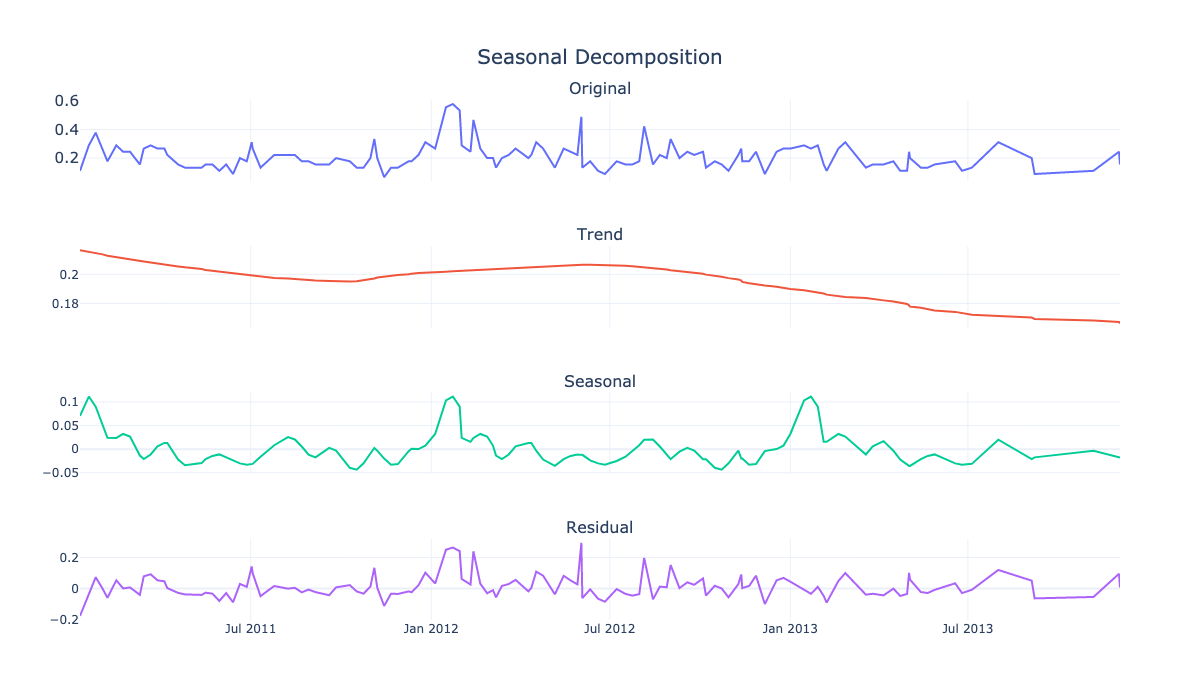 Seasonal Decomposition
Original
0.6
0.4
0.2
Trend
0.2
0.18
Seasonal
0.1
0.05
0
−0.05
Residual
0.2
0
−0.2
Jul 2011 Jan 2012 Jul 2012 Jan 2013 Jul 2013